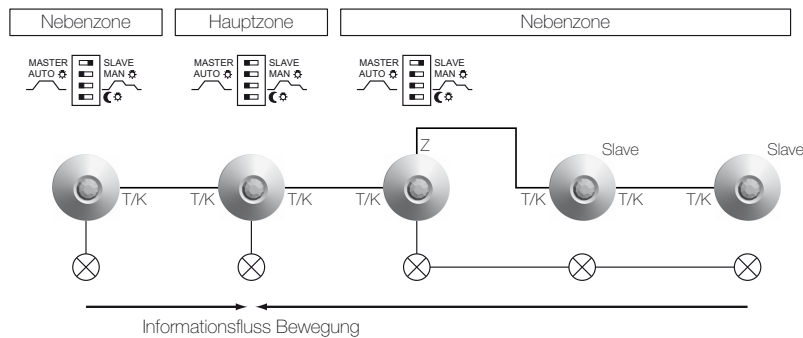 Nebenzone Hauptzone Nebenzone
MASTER SLAVE MASTER SLAVE MASTER SLAVE
AUTO MAN AUTO MAN AUTO MAN
Z Slave Slave
T/K T/K T/K T/K T/K T/K T/K
Informationsfluss Bewegung